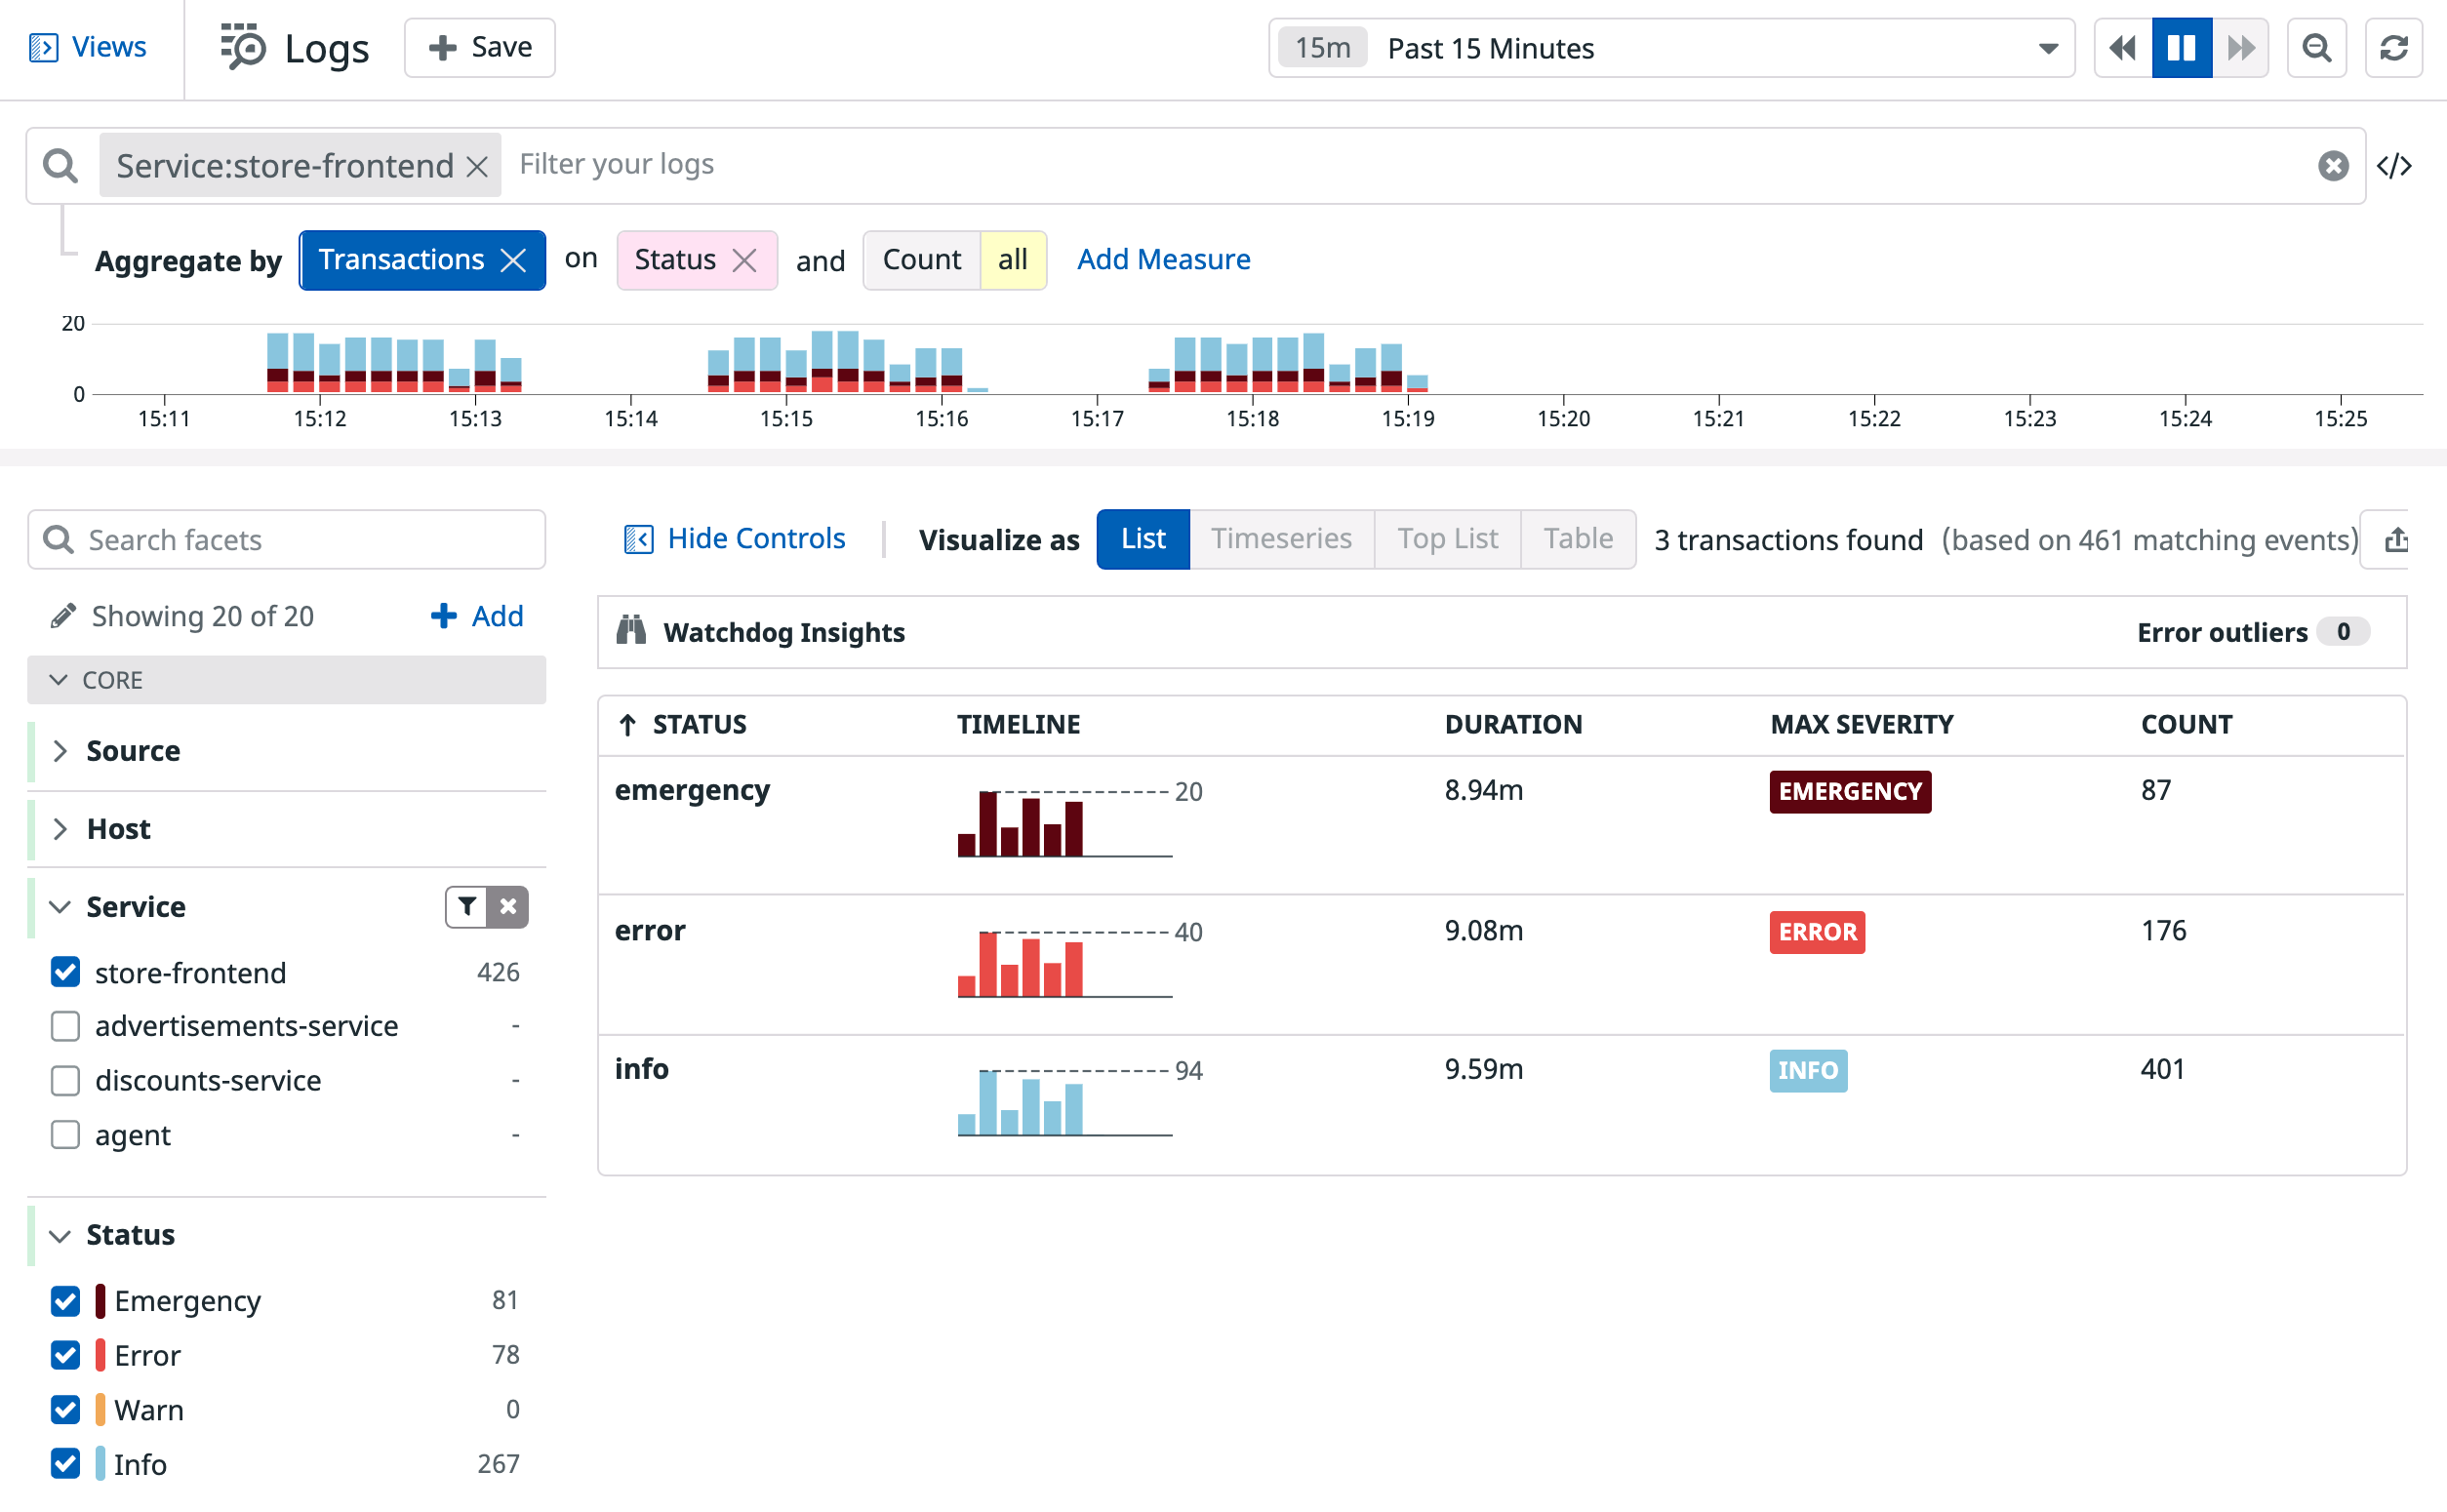 Views
Logs
Save
15m Past 15 Minutes
Service:store-frontend Filter your logs
Aggregate by Transactions on Status and Count all Add Measure
20
0
15:11 15:12 15:13 15:14 15:15 15:16 15:17 15:18 15:19 15:20 15:21 15:22 15:23 15:24 15:25
Search facets
Showing 20 of 20 Add
CORE
Source
Host
Service
store-frontend 426
advertisements-service -
discounts-service -
agent -
Status
Emergency 81
Error 78
Warn 0
Info 267
Hide Controls Visualize as List Timeseries Top List Table 3 transactions found (based on 461 matching events)
Watchdog Insights Error outliers 0
STATUS TIMELINE DURATION MAX SEVERITY COUNT
emergency 20 8.94m EMERGENCY 87
error 40 9.08m ERROR 176
info 94 9.59m INFO 401